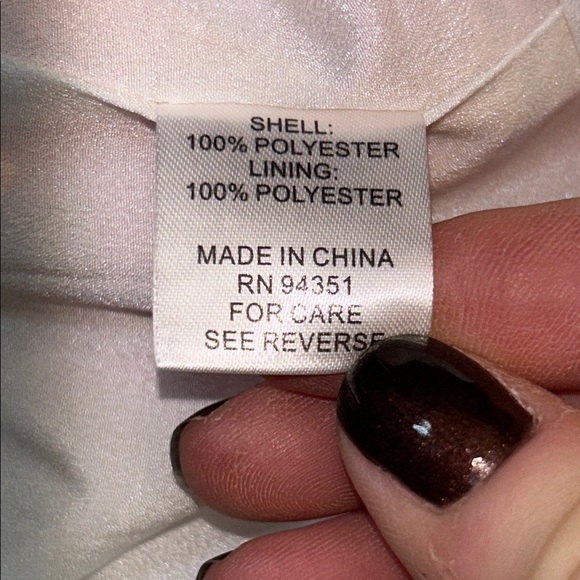 SHELL:
100% POLYESTER
LINING:
100% POLYESTER
MADE IN CHINA
RN 94351
FOR CARE
SEE REVERSE